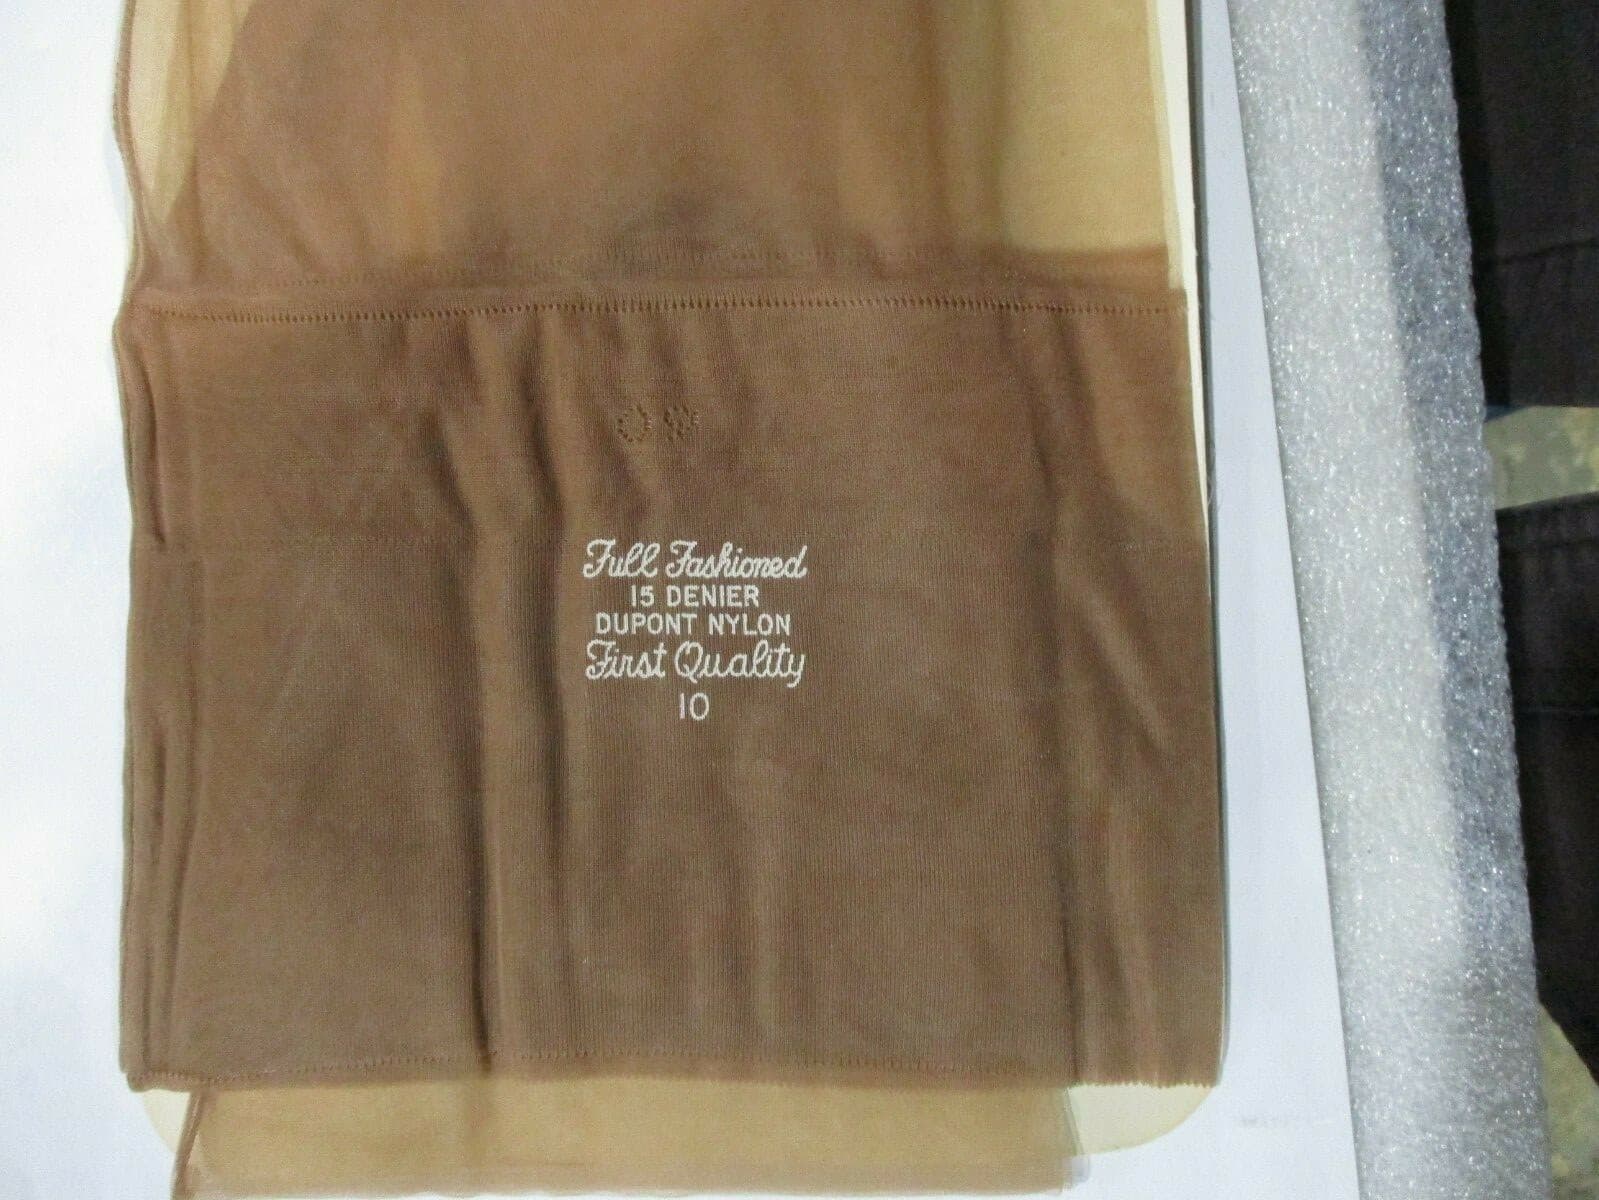 Full Fashioned
15 DENIER
DUPONT NYLON
First Quality
10